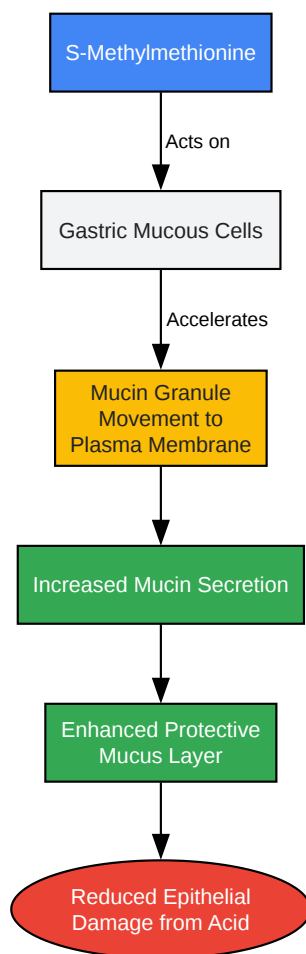 S-Methylmethionine
Acts on
Gastric Mucous Cells
Accelerates
Mucin Granule
Movement to
Plasma Membrane
Increased Mucin Secretion
Enhanced Protective
Mucus Layer
Reduced Epithelial
Damage from Acid